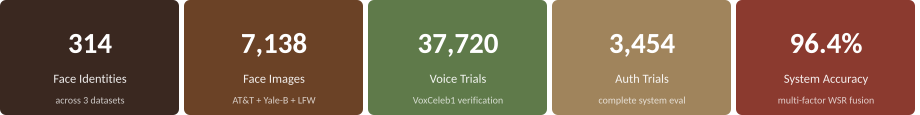 314
Face Identities
across 3 datasets
7,138
Face Images
AT&T + Yale-B + LFW
37,720
Voice Trials
VoxCeleb1 verification
3,454
Auth Trials
complete system eval
96.4%
System Accuracy
multi-factor WSR fusion